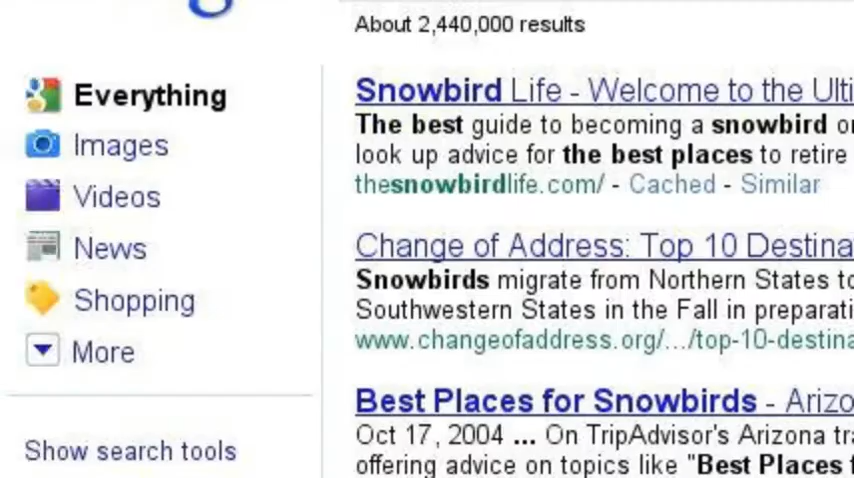 About 2,440,000 results
Everything
Images
Videos
News
Shopping
More
Show search tools
Snowbird Life - Welcome to the Ulti
The best guide to becoming a snowbird or
look up advice for the best places to retire
thesnowbirdlife.com/ - Cached - Similar
Change of Address: Top 10 Destina
Snowbirds migrate from Northern States to
Southwestern States in the Fall in preparati
www.changeofaddress.org/.../top-10-destina
Best Places for Snowbirds - Arizo
Oct 17, 2004 ... On TripAdvisor's Arizona tra
offering advice on topics like "Best Places f